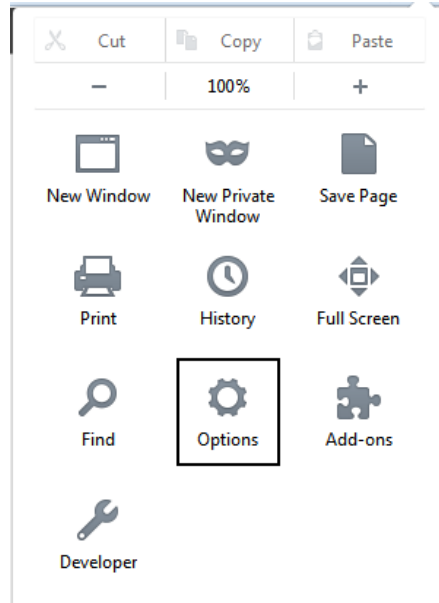 Cut Copy Paste
− 100% +
New Window New Private Window Save Page
Print History Full Screen
Find Options Add-ons
Developer